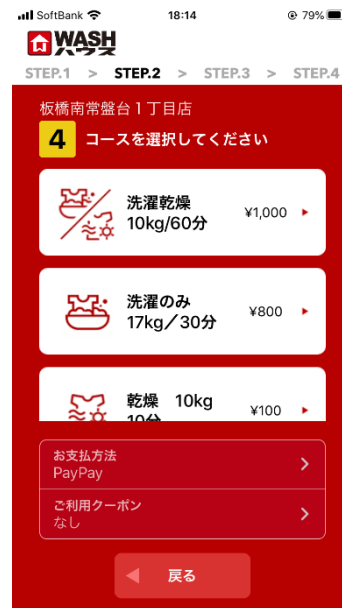 SoftBank 18:14 79%
WASH
ハウス
STEP.1 > STEP.2 > STEP.3 > STEP.4
板橋南常盤台1丁目店
4 コースを選択してください
洗濯乾燥
10kg/60分 ¥1,000
洗濯のみ
17kg/30分 ¥800
乾燥 10kg
10分 ¥100
お支払方法
PayPay
ご利用クーポン
なし
戻る